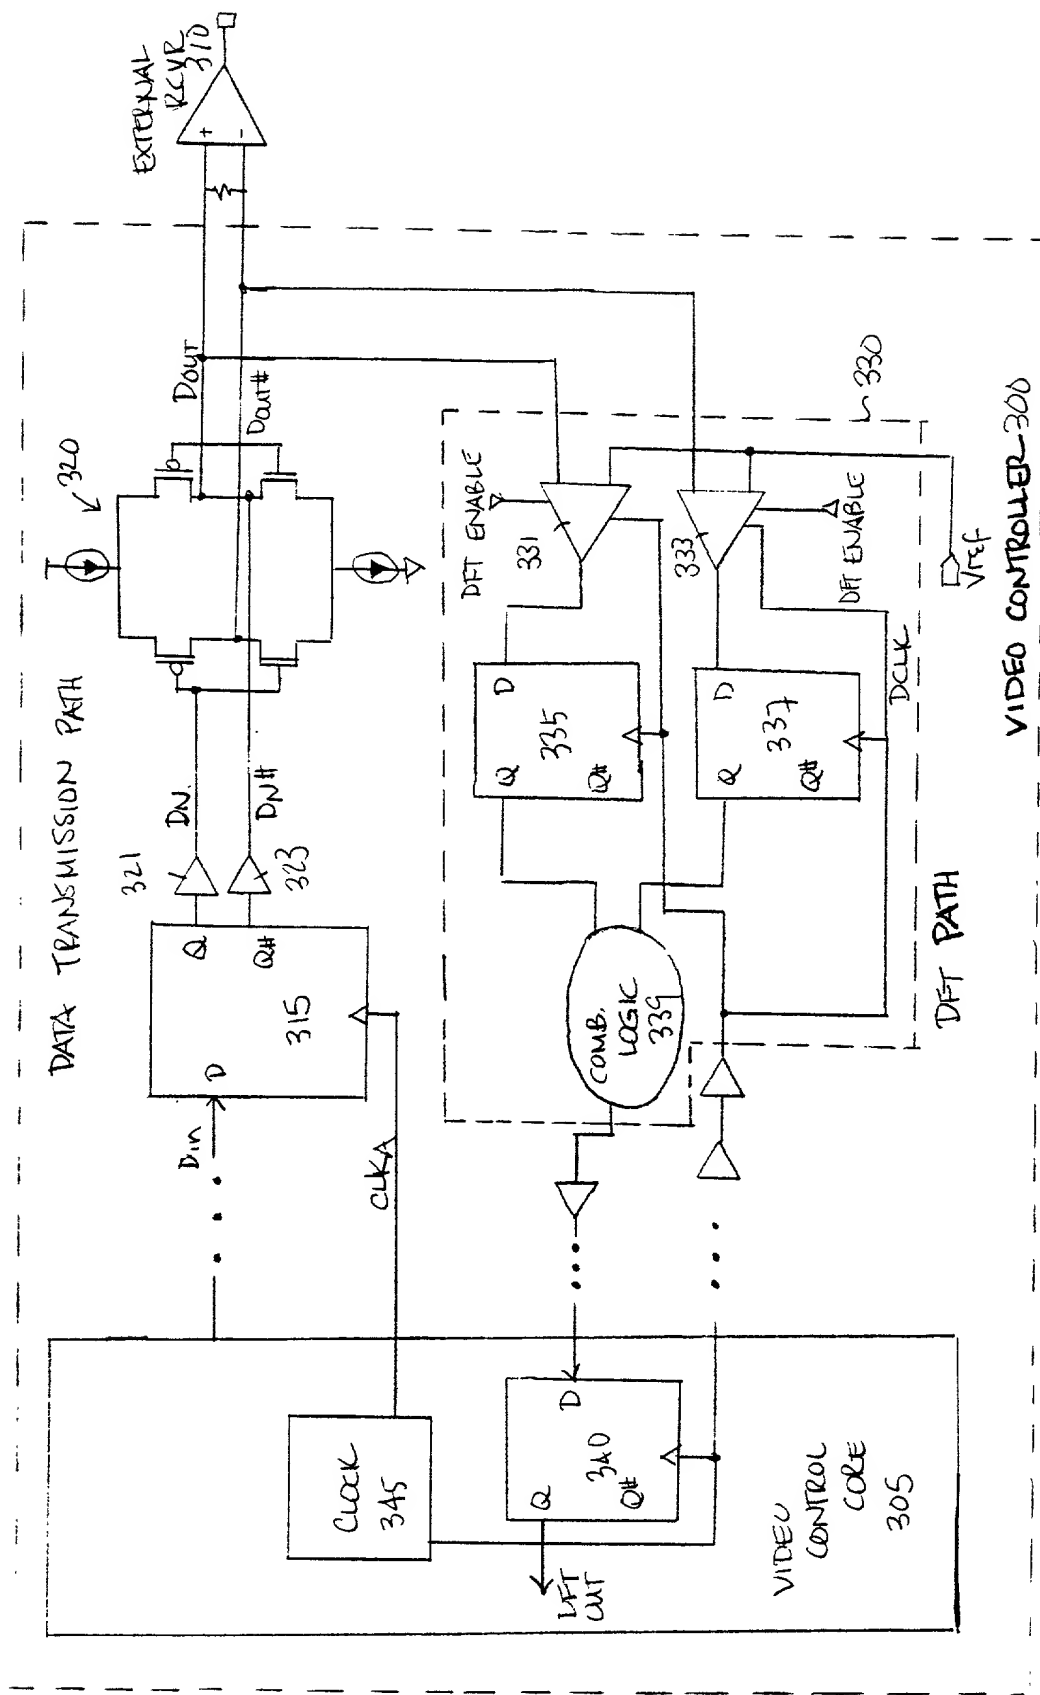 EXTERNAL
RCVR
310
DATA TRANSMISSION PATH
320
DOUT
DOUT#
321
DN
DN#
323
Q
Q#
315
D
Din
CLKA
DFT ENABLE
331
333
DFT ENABLE
330
Vref
D
335
Q
Q#
D
337
Q
Q#
DCLK
COMB.
LOGIC
339
DFT PATH
CLOCK
345
D
340
Q
Q#
DFT
OUT
VIDEO
CONTROL
CORE
305
VIDEO CONTROLLER 300
+
-